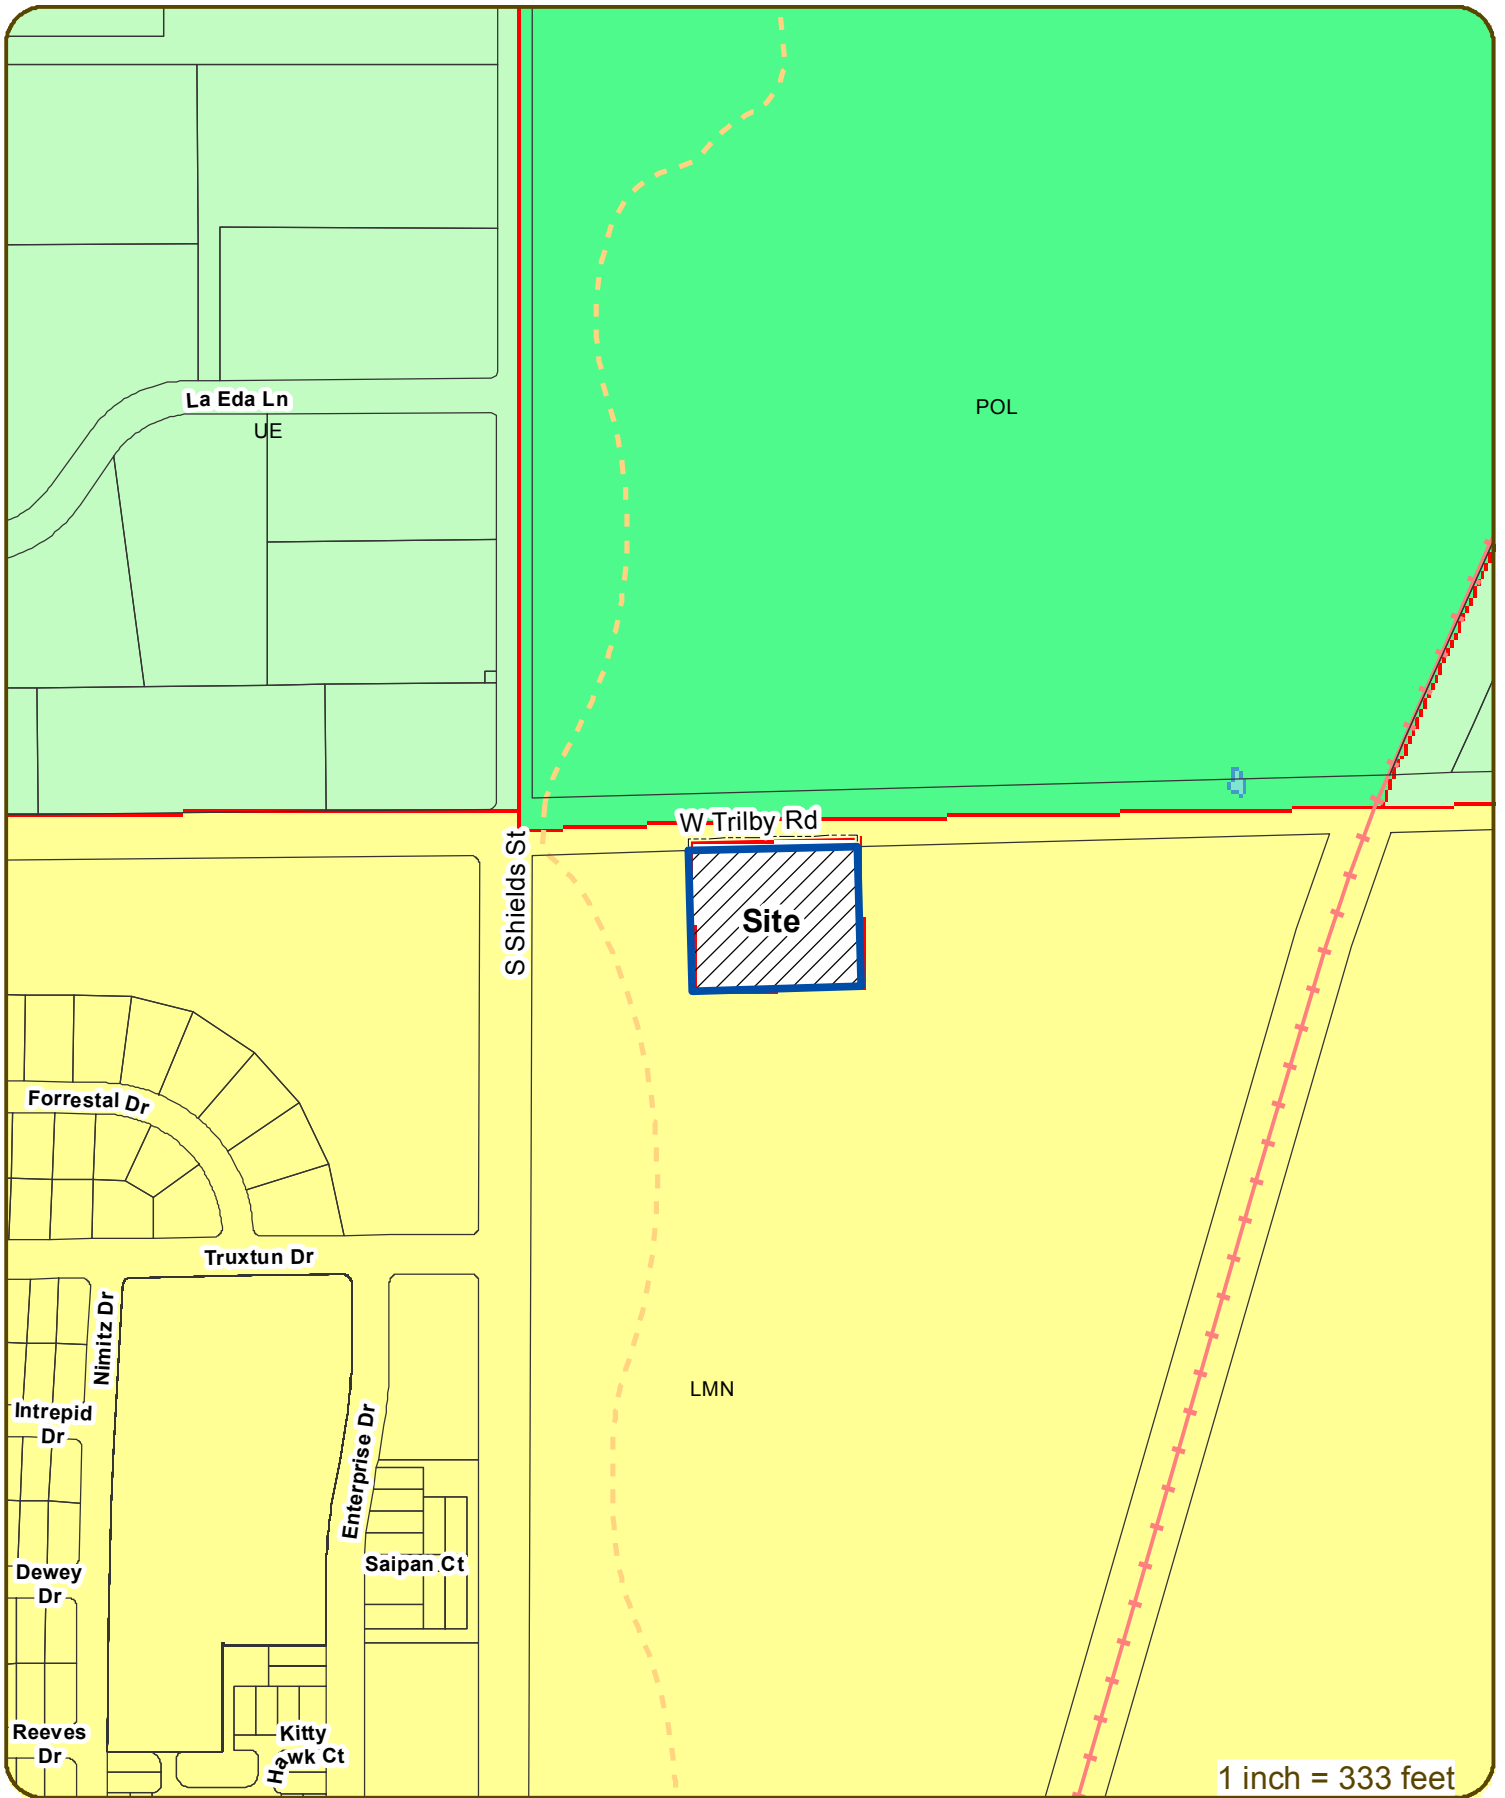 La Eda Ln
UE
POL
W Trilby Rd
S Shields St
Site
Forrestal Dr
Truxtun Dr
Nimitz Dr
LMN
Intrepid
Dr
Enterprise Dr
Saipan Ct
Dewey
Dr
Reeves
Dr
Kitty
Hawk Ct
1 inch = 333 feet